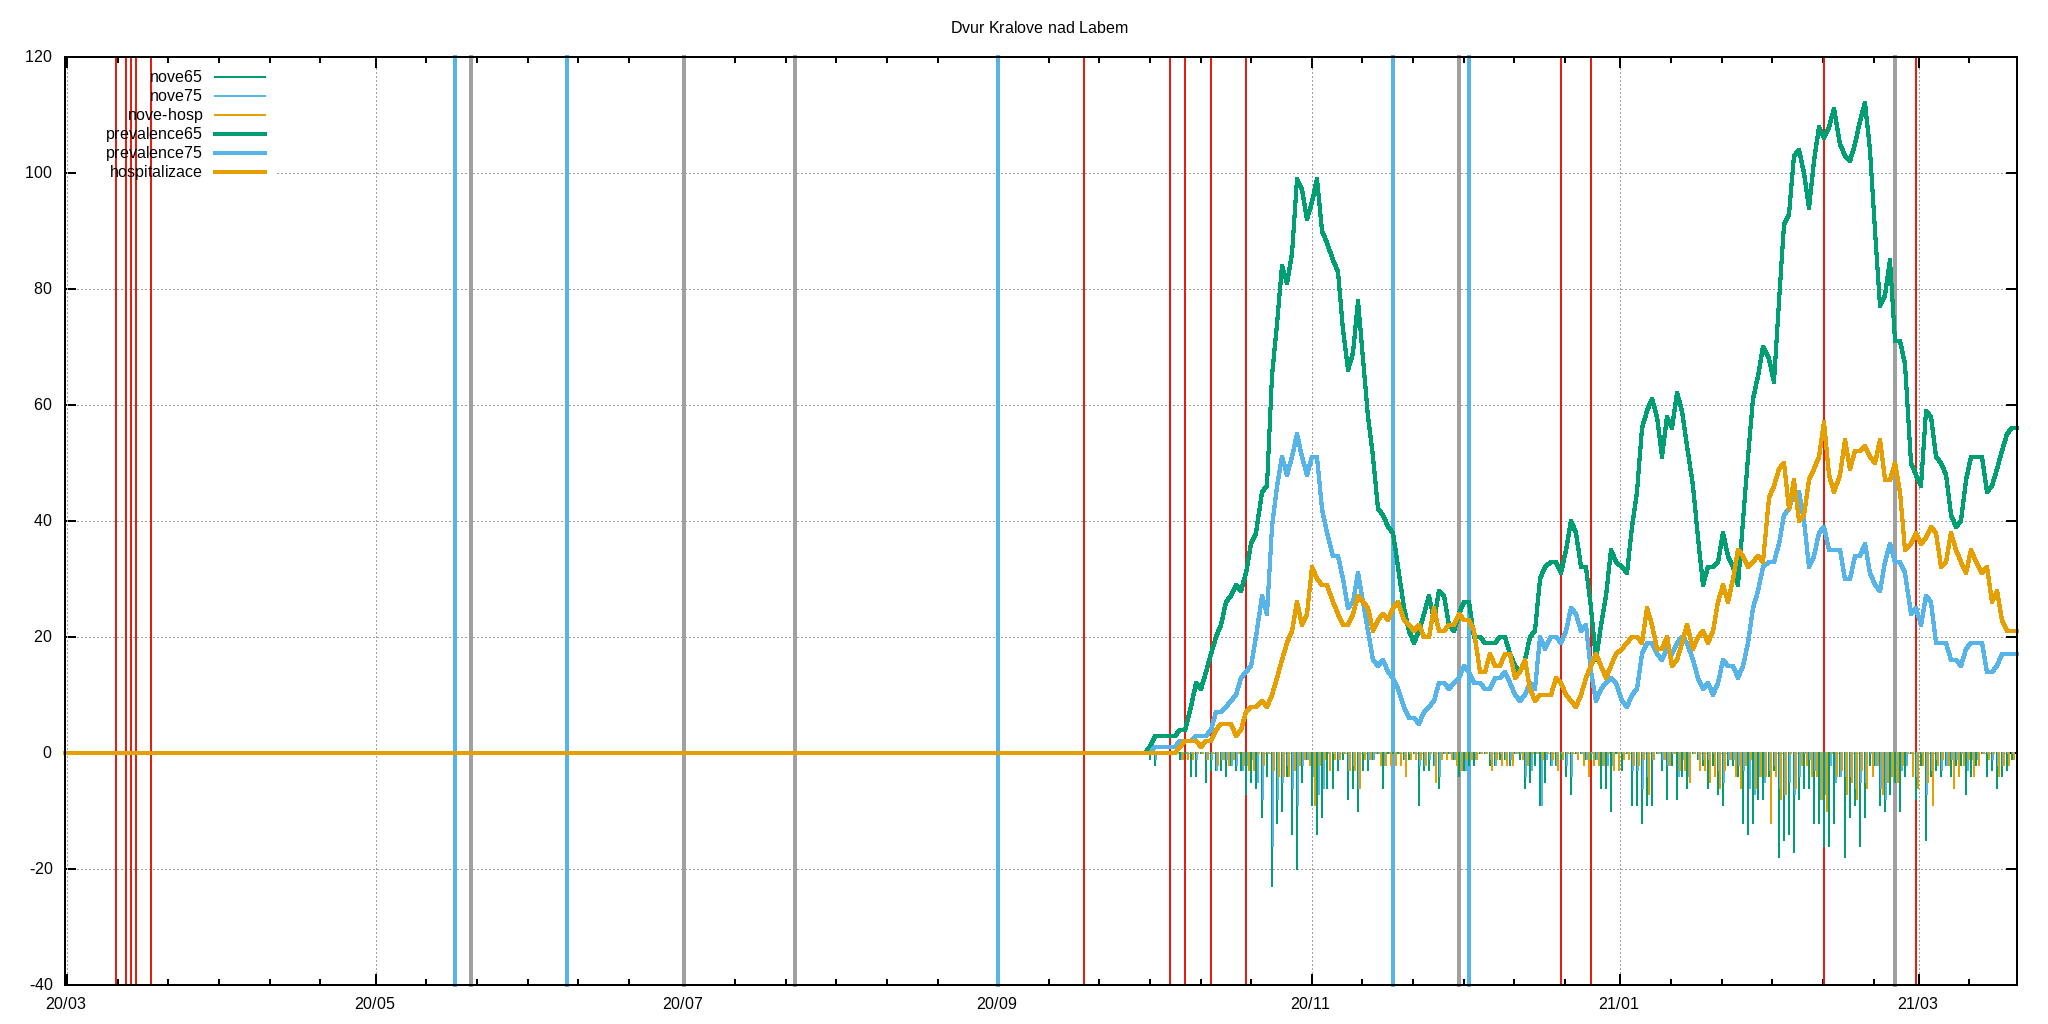 Dvur Kralove nad Labem
120
100
80
60
40
20
0
-20
-40
nove65
nove75
nove-hosp
prevalence65
prevalence75
hospitalizace
20/03 20/05 20/07 20/09 20/11 21/01 21/03